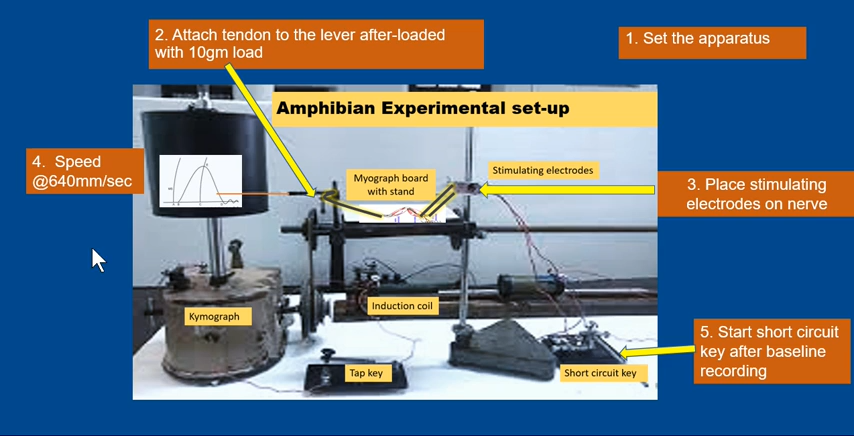 2. Attach tendon to the lever after-loaded
with 10gm load
1. Set the apparatus
Amphibian Experimental set-up
4. Speed
@640mm/sec
Myograph board
with stand
Stimulating electrodes
3. Place stimulating
electrodes on nerve
Kymograph
Induction coil
Tap key
Short circuit key
5. Start short circuit
key after baseline
recording